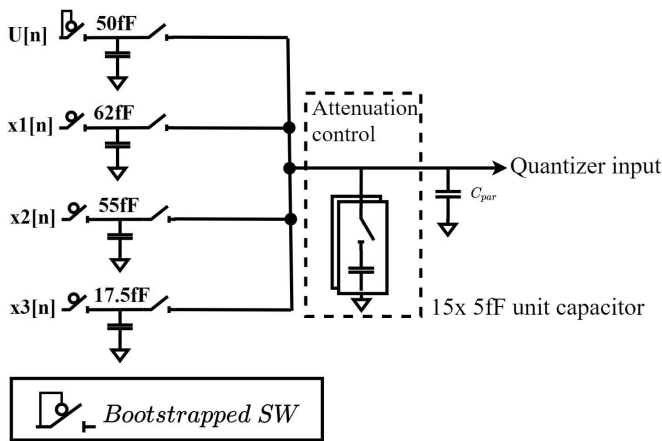 U[n]
50fF
x1[n]
62fF
Attenuation
control
Quantizer input
C_par
x2[n]
55fF
x3[n]
17.5fF
15x 5fF unit capacitor
Bootstrapped SW